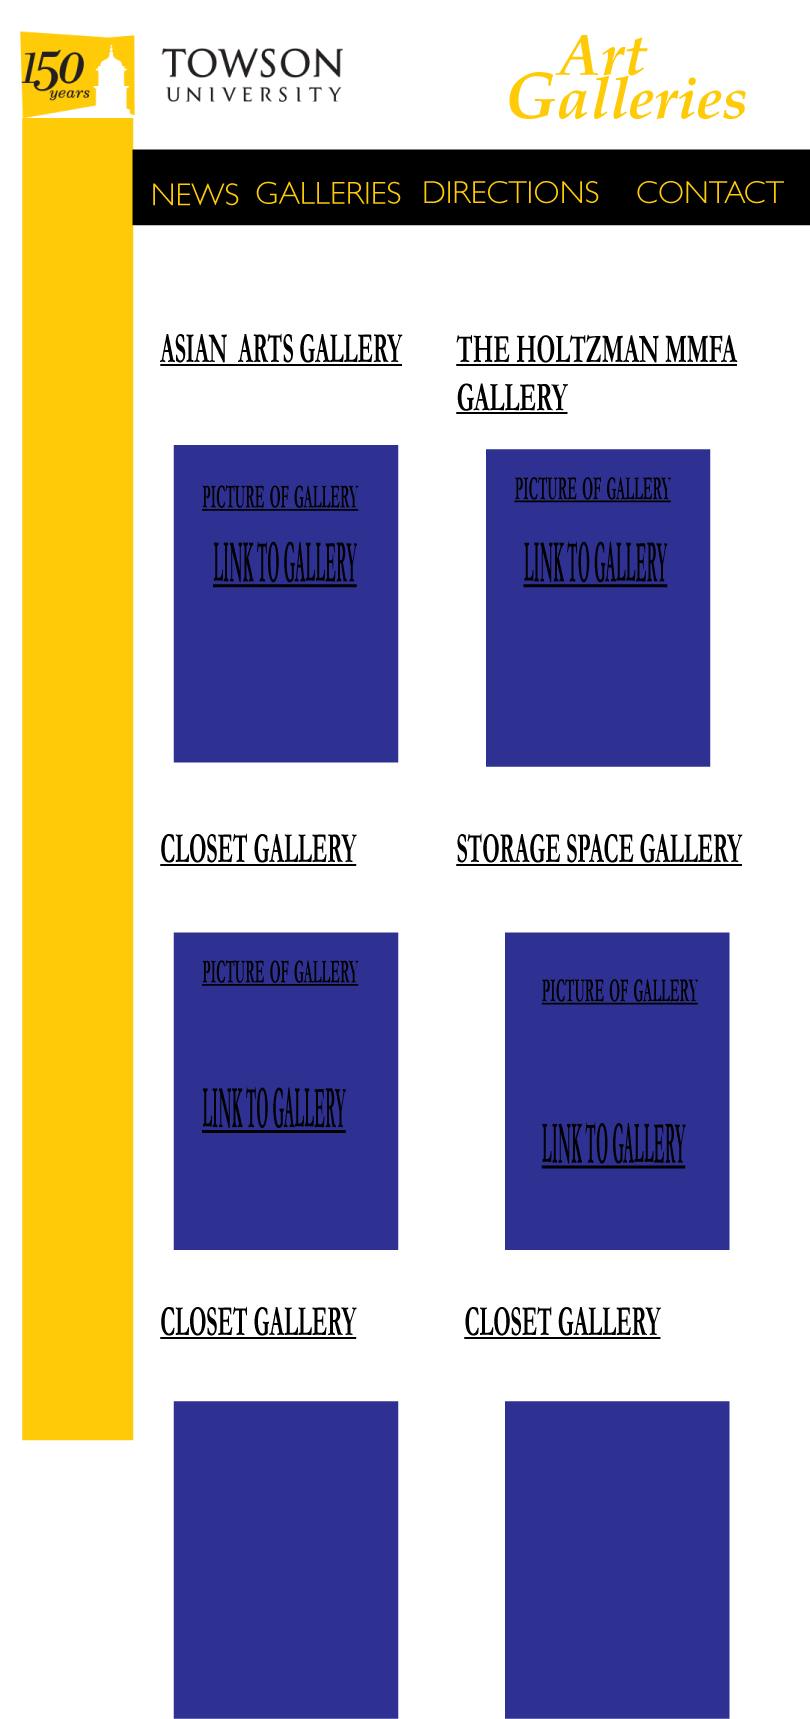 150
years
TOWSON
UNIVERSITY
Art
Galleries
NEWS GALLERIES DIRECTIONS CONTACT
ASIAN ARTS GALLERY
THE HOLTZMAN MMFA
GALLERY
PICTURE OF GALLERY
LINK TO GALLERY
PICTURE OF GALLERY
LINK TO GALLERY
CLOSET GALLERY
STORAGE SPACE GALLERY
PICTURE OF GALLERY
LINK TO GALLERY
PICTURE OF GALLERY
LINK TO GALLERY
CLOSET GALLERY
CLOSET GALLERY